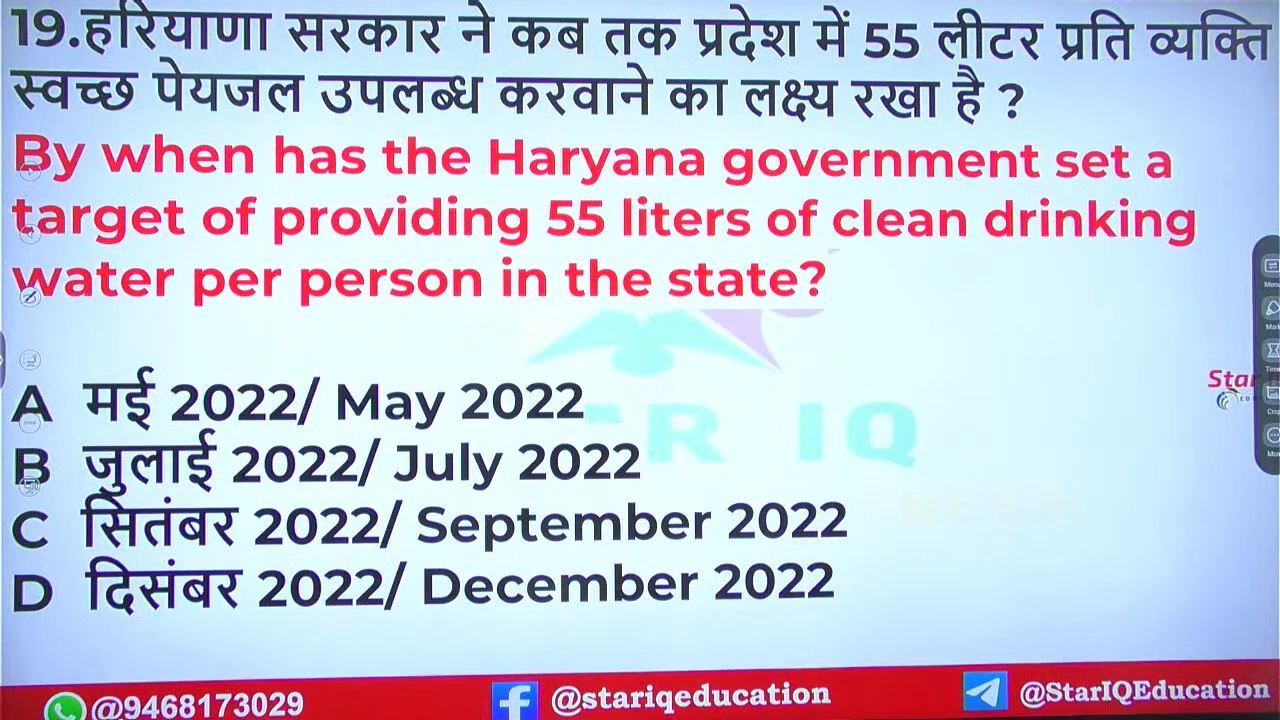 19.हरियाणा सरकार ने कब तक प्रदेश में 55 लीटर प्रति व्यक्ति
स्वच्छ पेयजल उपलब्ध करवाने का लक्ष्य रखा है ?
By when has the Haryana government set a
target of providing 55 liters of clean drinking
water per person in the state?
A मई 2022/ May 2022
B जुलाई 2022/ July 2022
C सितंबर 2022/ September 2022
D दिसंबर 2022/ December 2022
R IQ
Star
@9468173029
@stariqeducation
@StarIQEducation